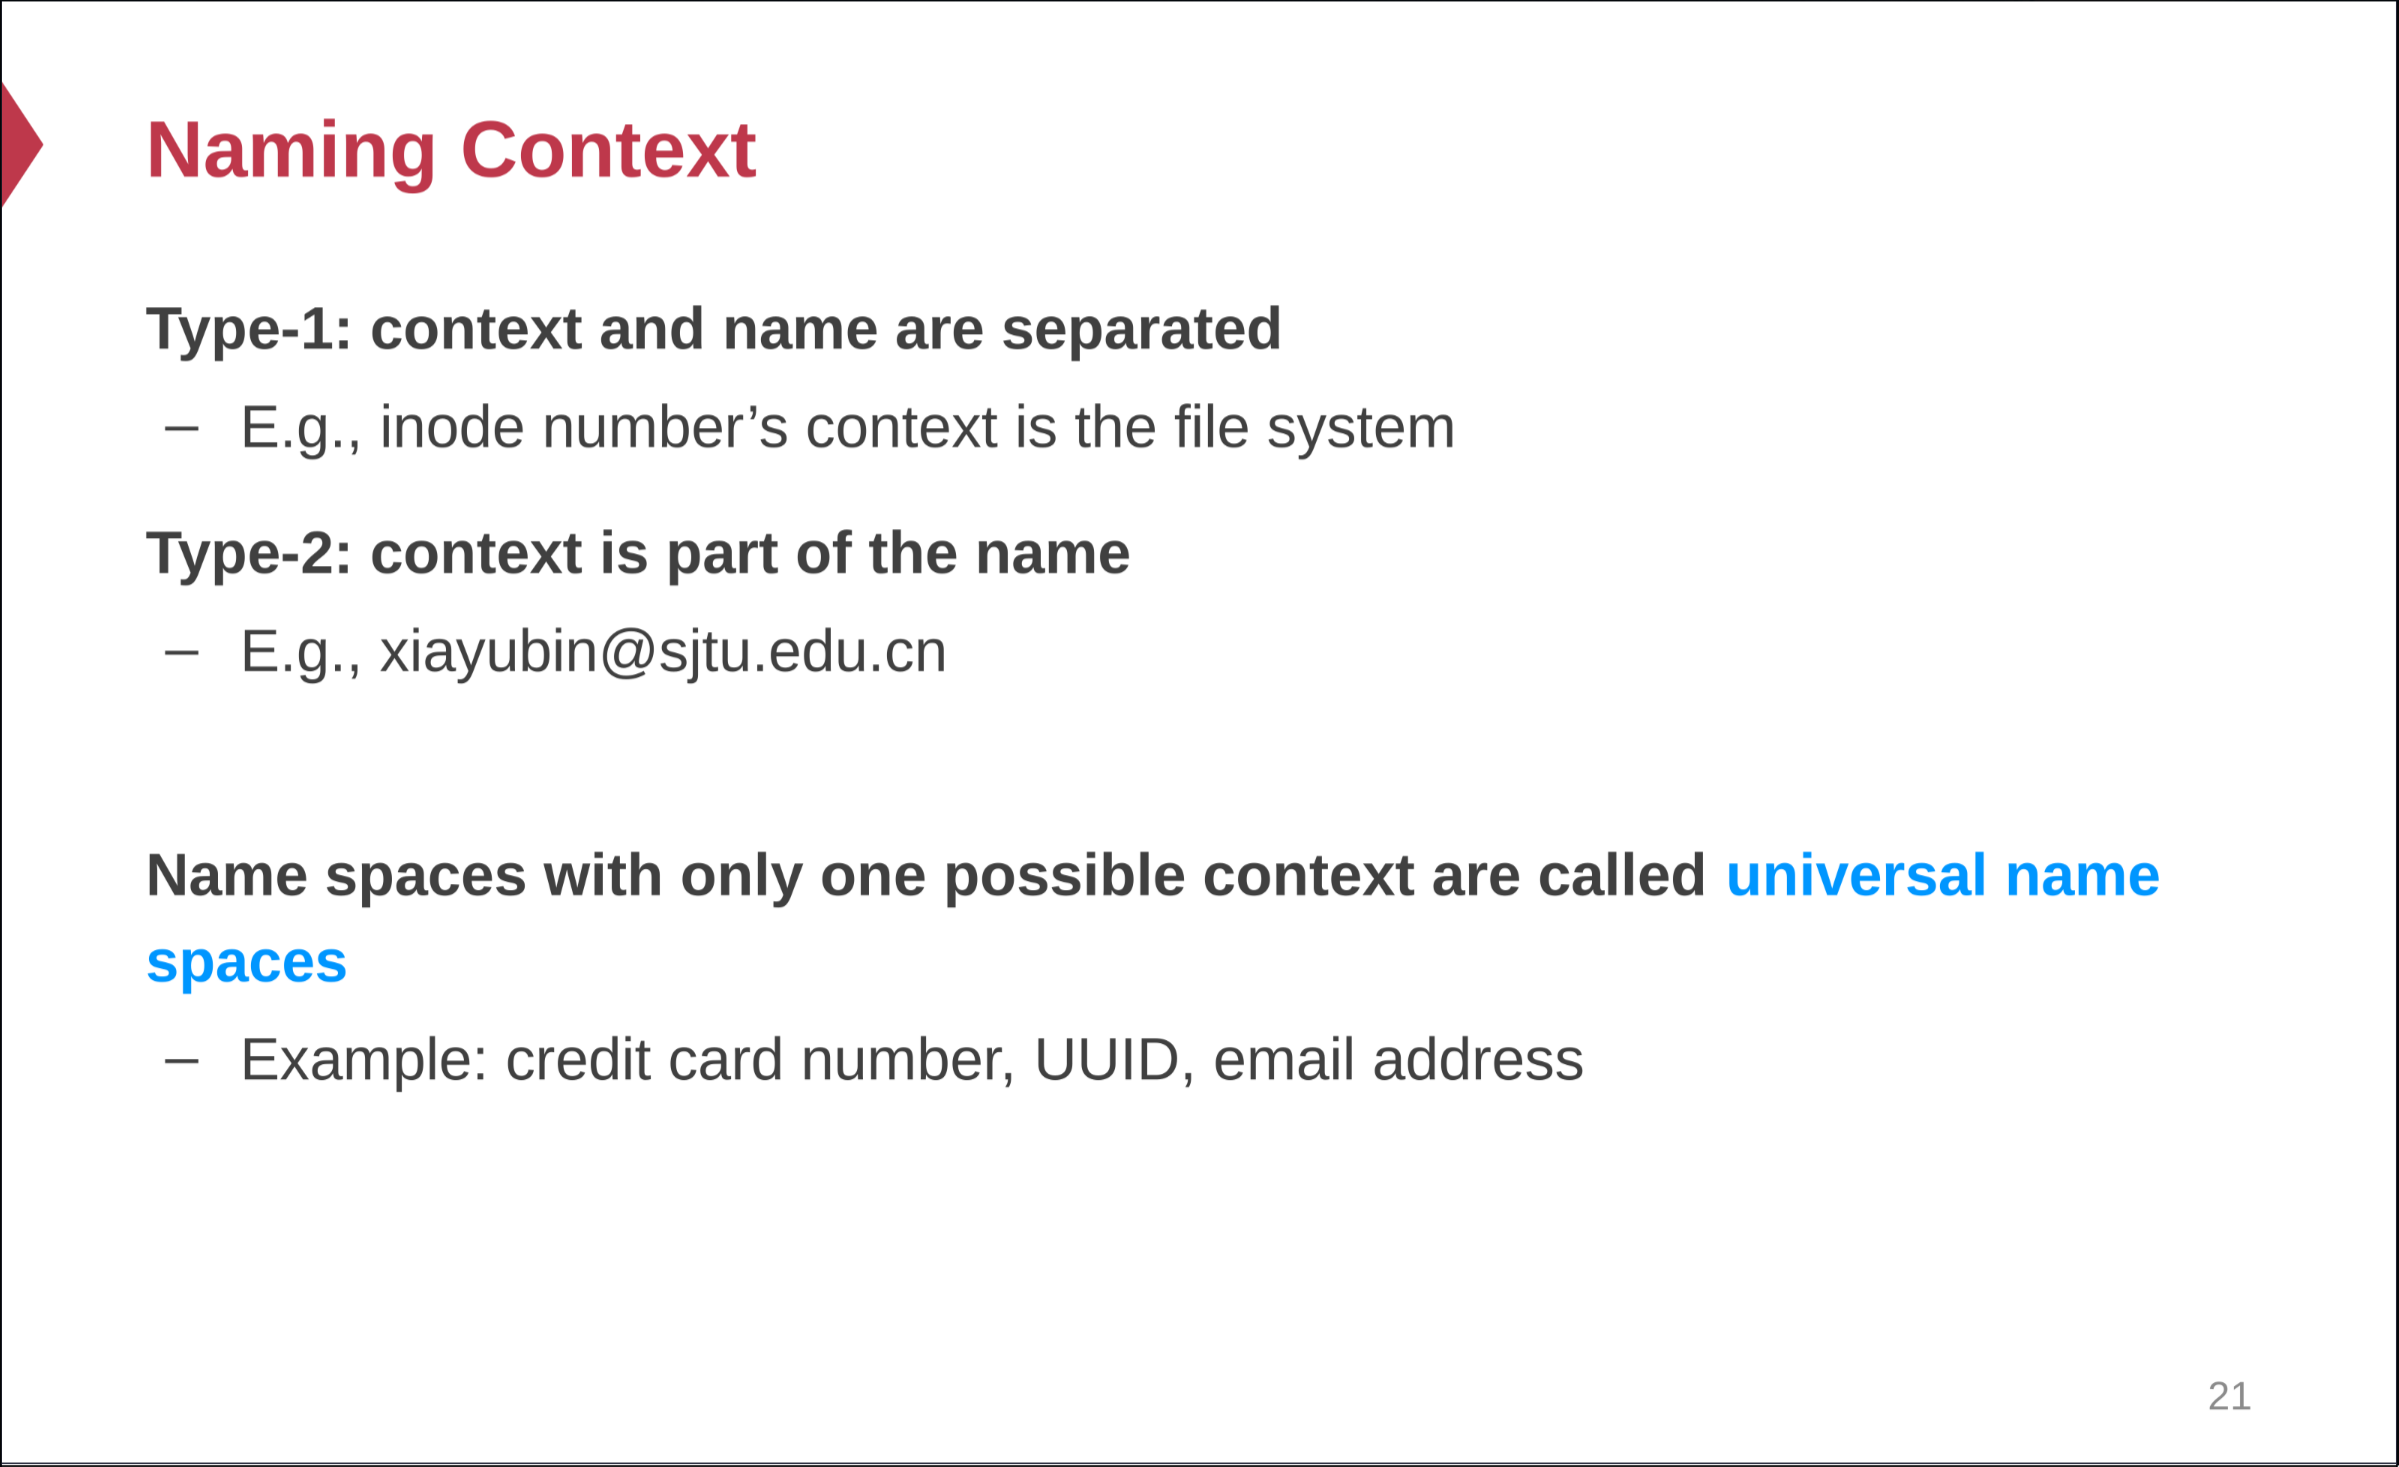 Naming Context
Type-1: context and name are separated
– E.g., inode number’s context is the file system
Type-2: context is part of the name
– E.g., xiayubin@sjtu.edu.cn
Name spaces with only one possible context are called universal name
spaces
– Example: credit card number, UUID, email address
21